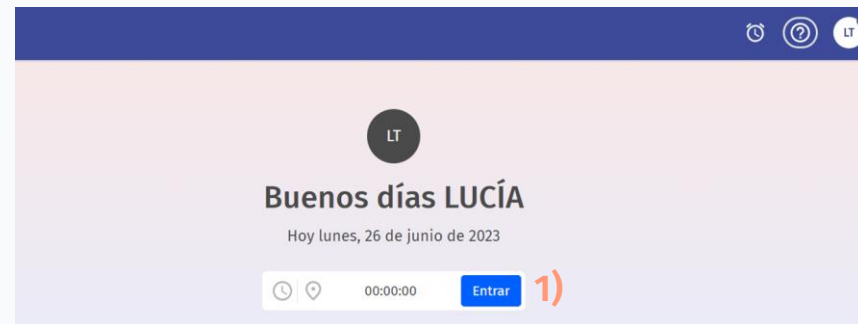 LT
LT
Buenos días LUCÍA
Hoy lunes, 26 de junio de 2023
00:00:00 Entrar 1)